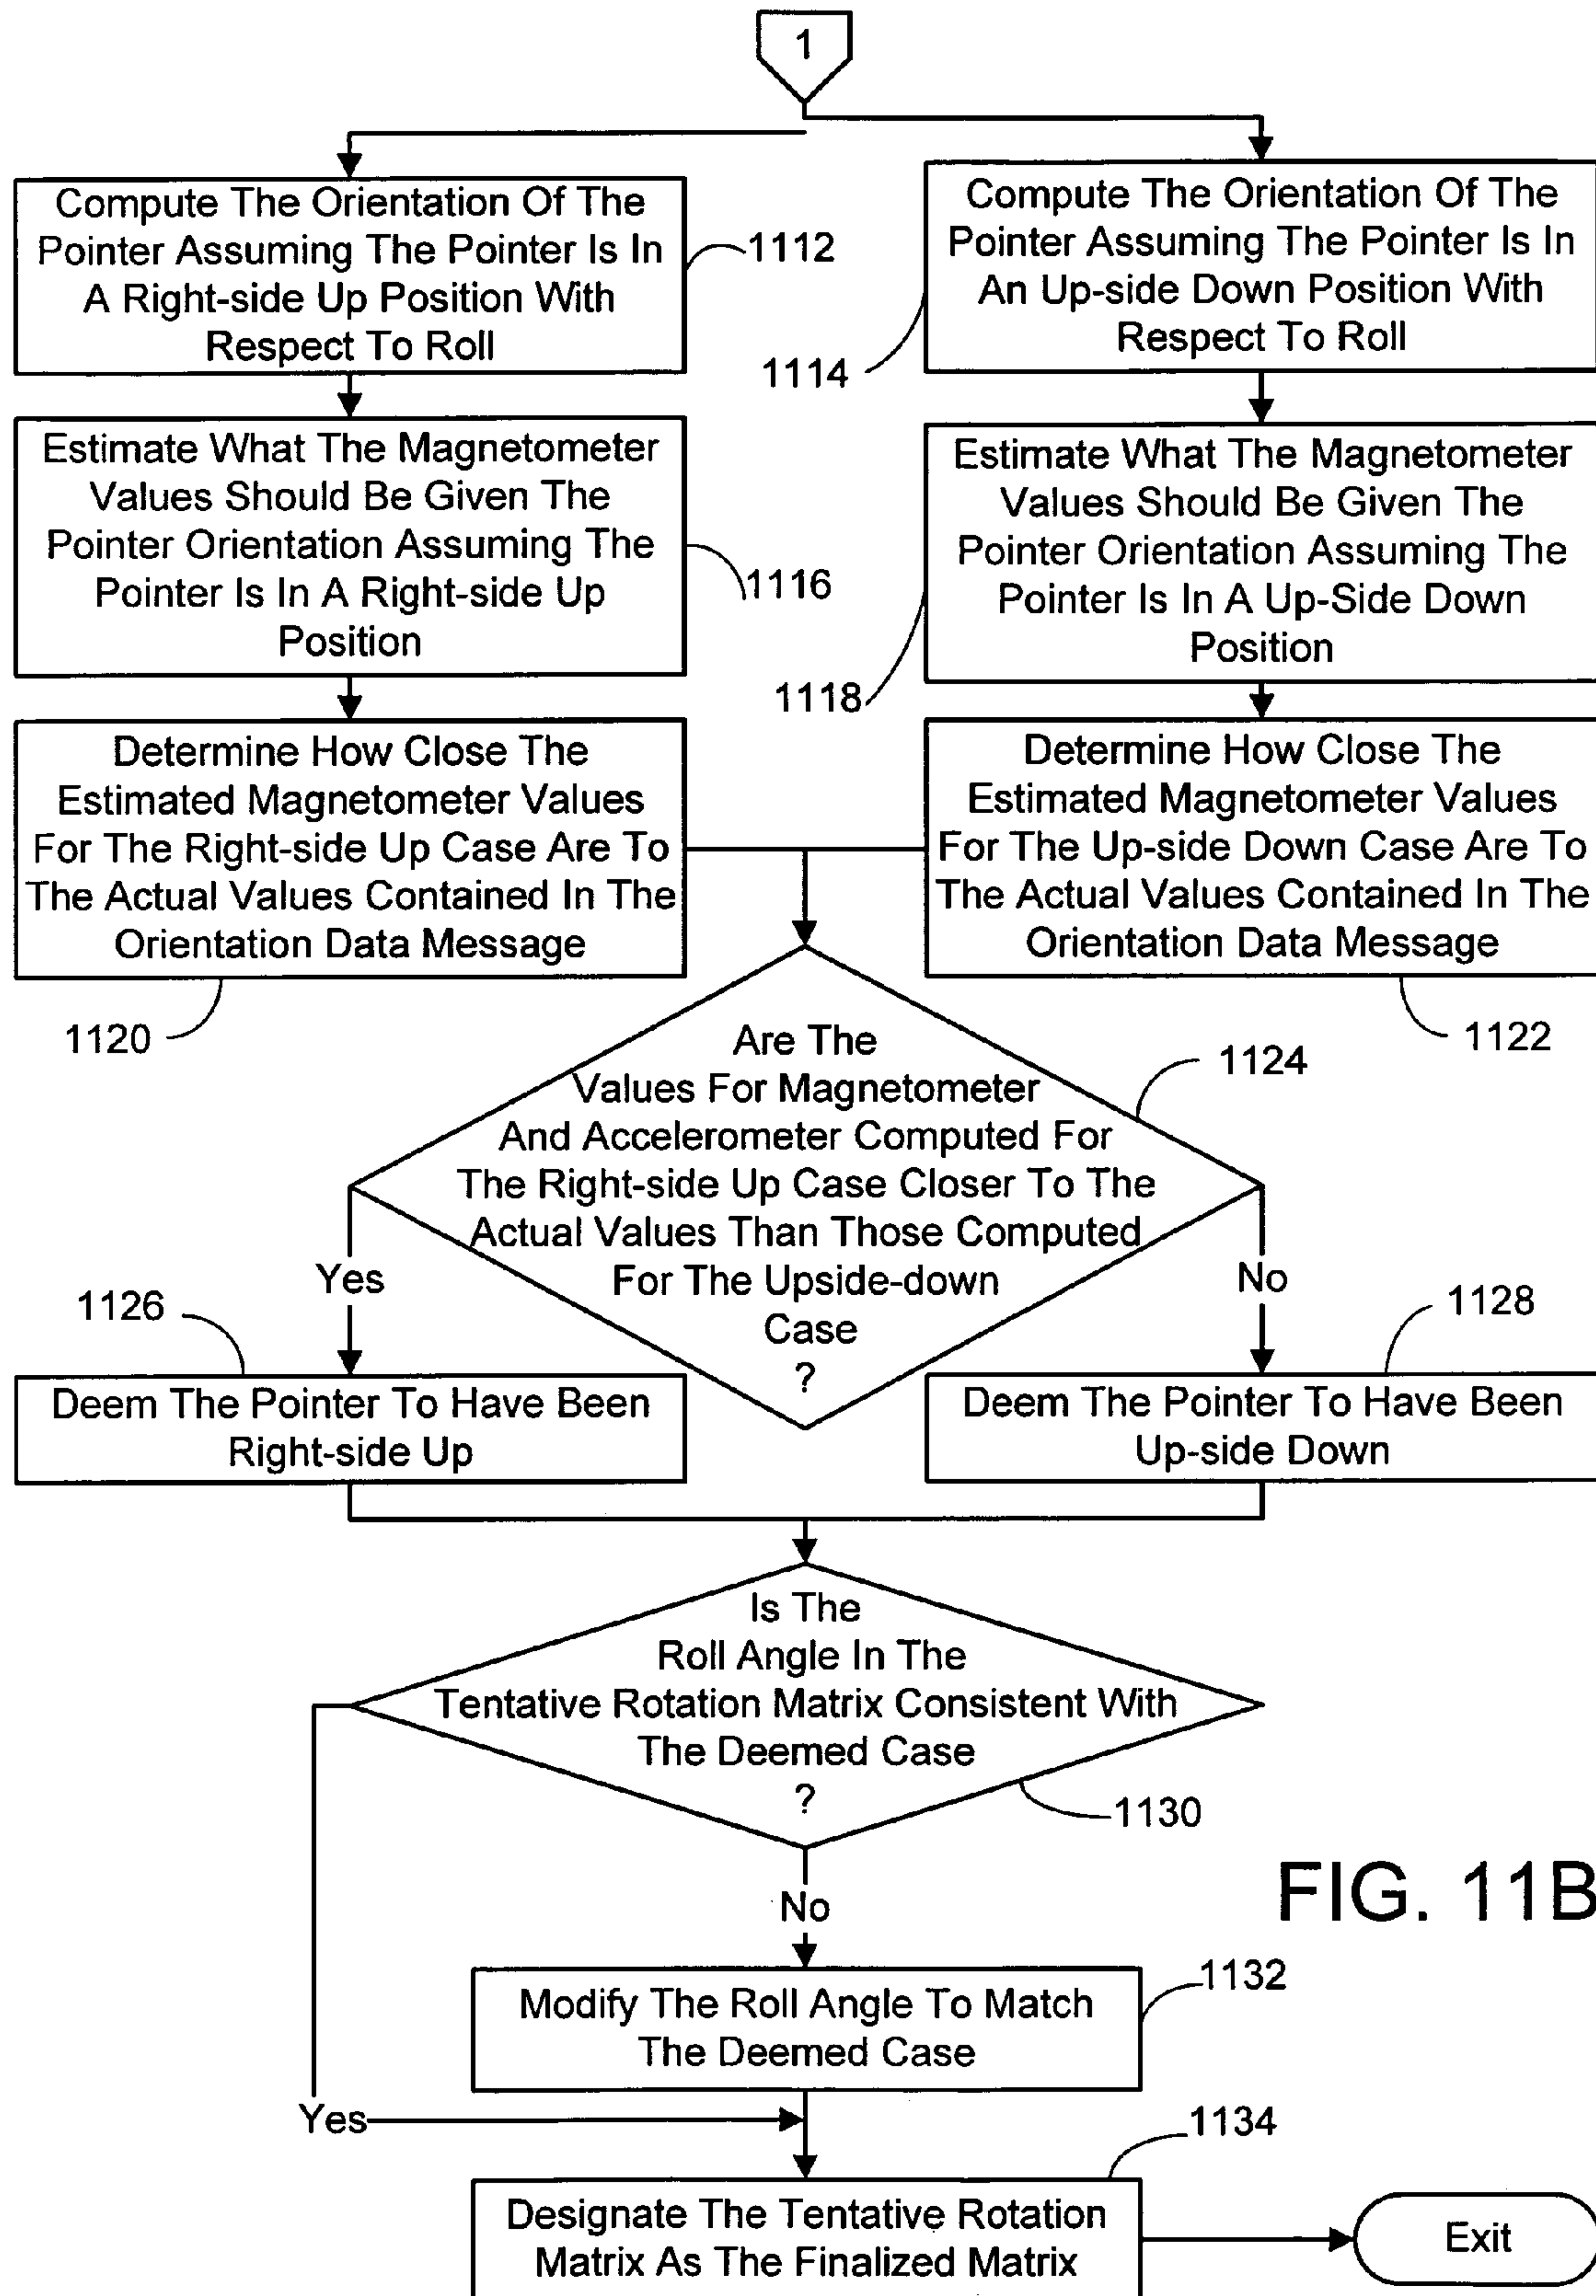 1
Compute The Orientation Of The
Pointer Assuming The Pointer Is In
A Right-side Up Position With
Respect To Roll
1112
Compute The Orientation Of The
Pointer Assuming The Pointer Is In
An Up-side Down Position With
Respect To Roll
1114
Estimate What The Magnetometer
Values Should Be Given The
Pointer Orientation Assuming The
Pointer Is In A Right-side Up
Position
1116
Estimate What The Magnetometer
Values Should Be Given The
Pointer Orientation Assuming The
Pointer Is In A Up-Side Down
Position
1118
Determine How Close The
Estimated Magnetometer Values
For The Right-side Up Case Are To
The Actual Values Contained In The
Orientation Data Message
1120
Determine How Close The
Estimated Magnetometer Values
For The Up-side Down Case Are To
The Actual Values Contained In The
Orientation Data Message
1122
Are The
Values For Magnetometer
And Accelerometer Computed For
The Right-side Up Case Closer To The
Actual Values Than Those Computed
For The Upside-down
Case
?
1124
Yes
No
1126
Deem The Pointer To Have Been
Right-side Up
1128
Deem The Pointer To Have Been
Up-side Down
Is The
Roll Angle In The
Tentative Rotation Matrix Consistent With
The Deemed Case
?
1130
No
FIG. 11B
Modify The Roll Angle To Match
The Deemed Case
1132
Yes
1134
Designate The Tentative Rotation
Matrix As The Finalized Matrix
Exit